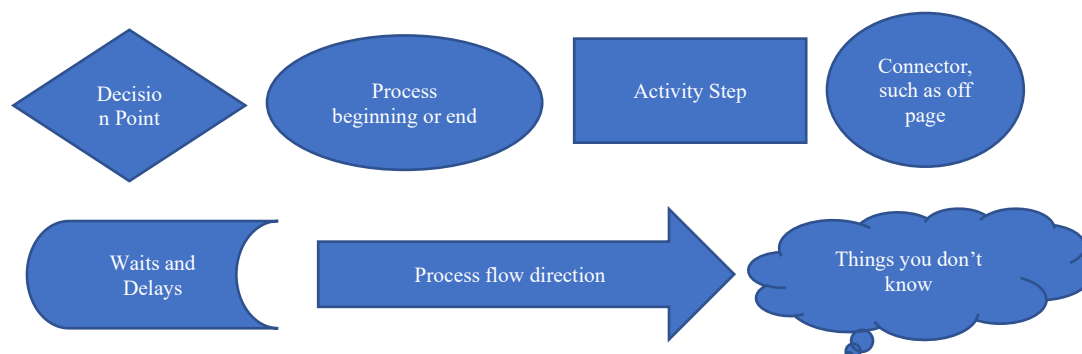 Decisio
n Point
Process
beginning or end
Activity Step
Connector,
such as off
page
Waits and
Delays
Process flow direction
Things you don’t
know